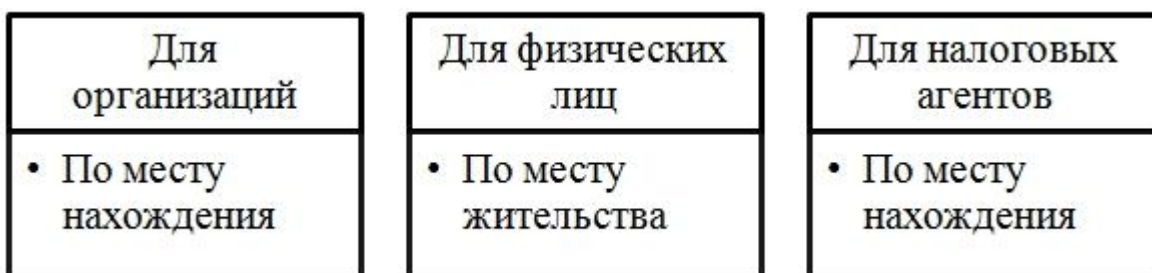 Для
организаций
• По месту
нахождения
Для физических
лиц
• По месту
жительства
Для налоговых
агентов
• По месту
нахождения